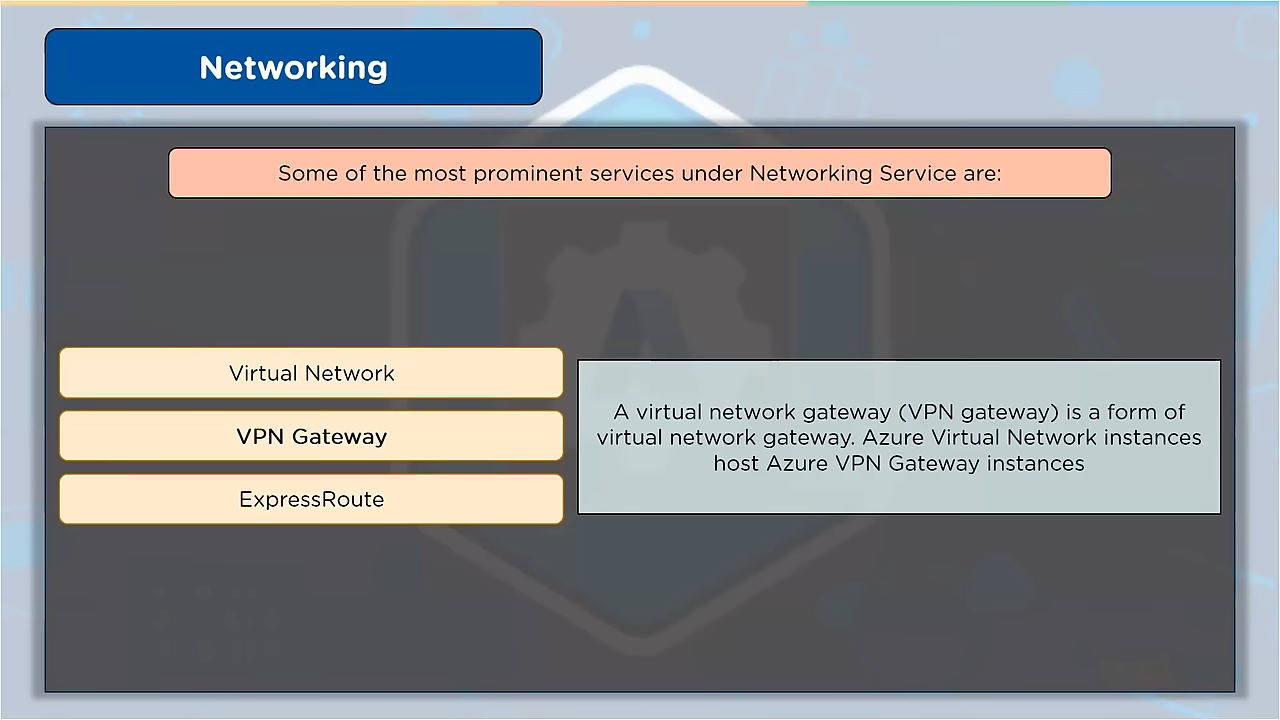 Networking
Some of the most prominent services under Networking Service are:
Virtual Network
VPN Gateway
ExpressRoute
A virtual network gateway (VPN gateway) is a form of
virtual network gateway. Azure Virtual Network instances
host Azure VPN Gateway instances